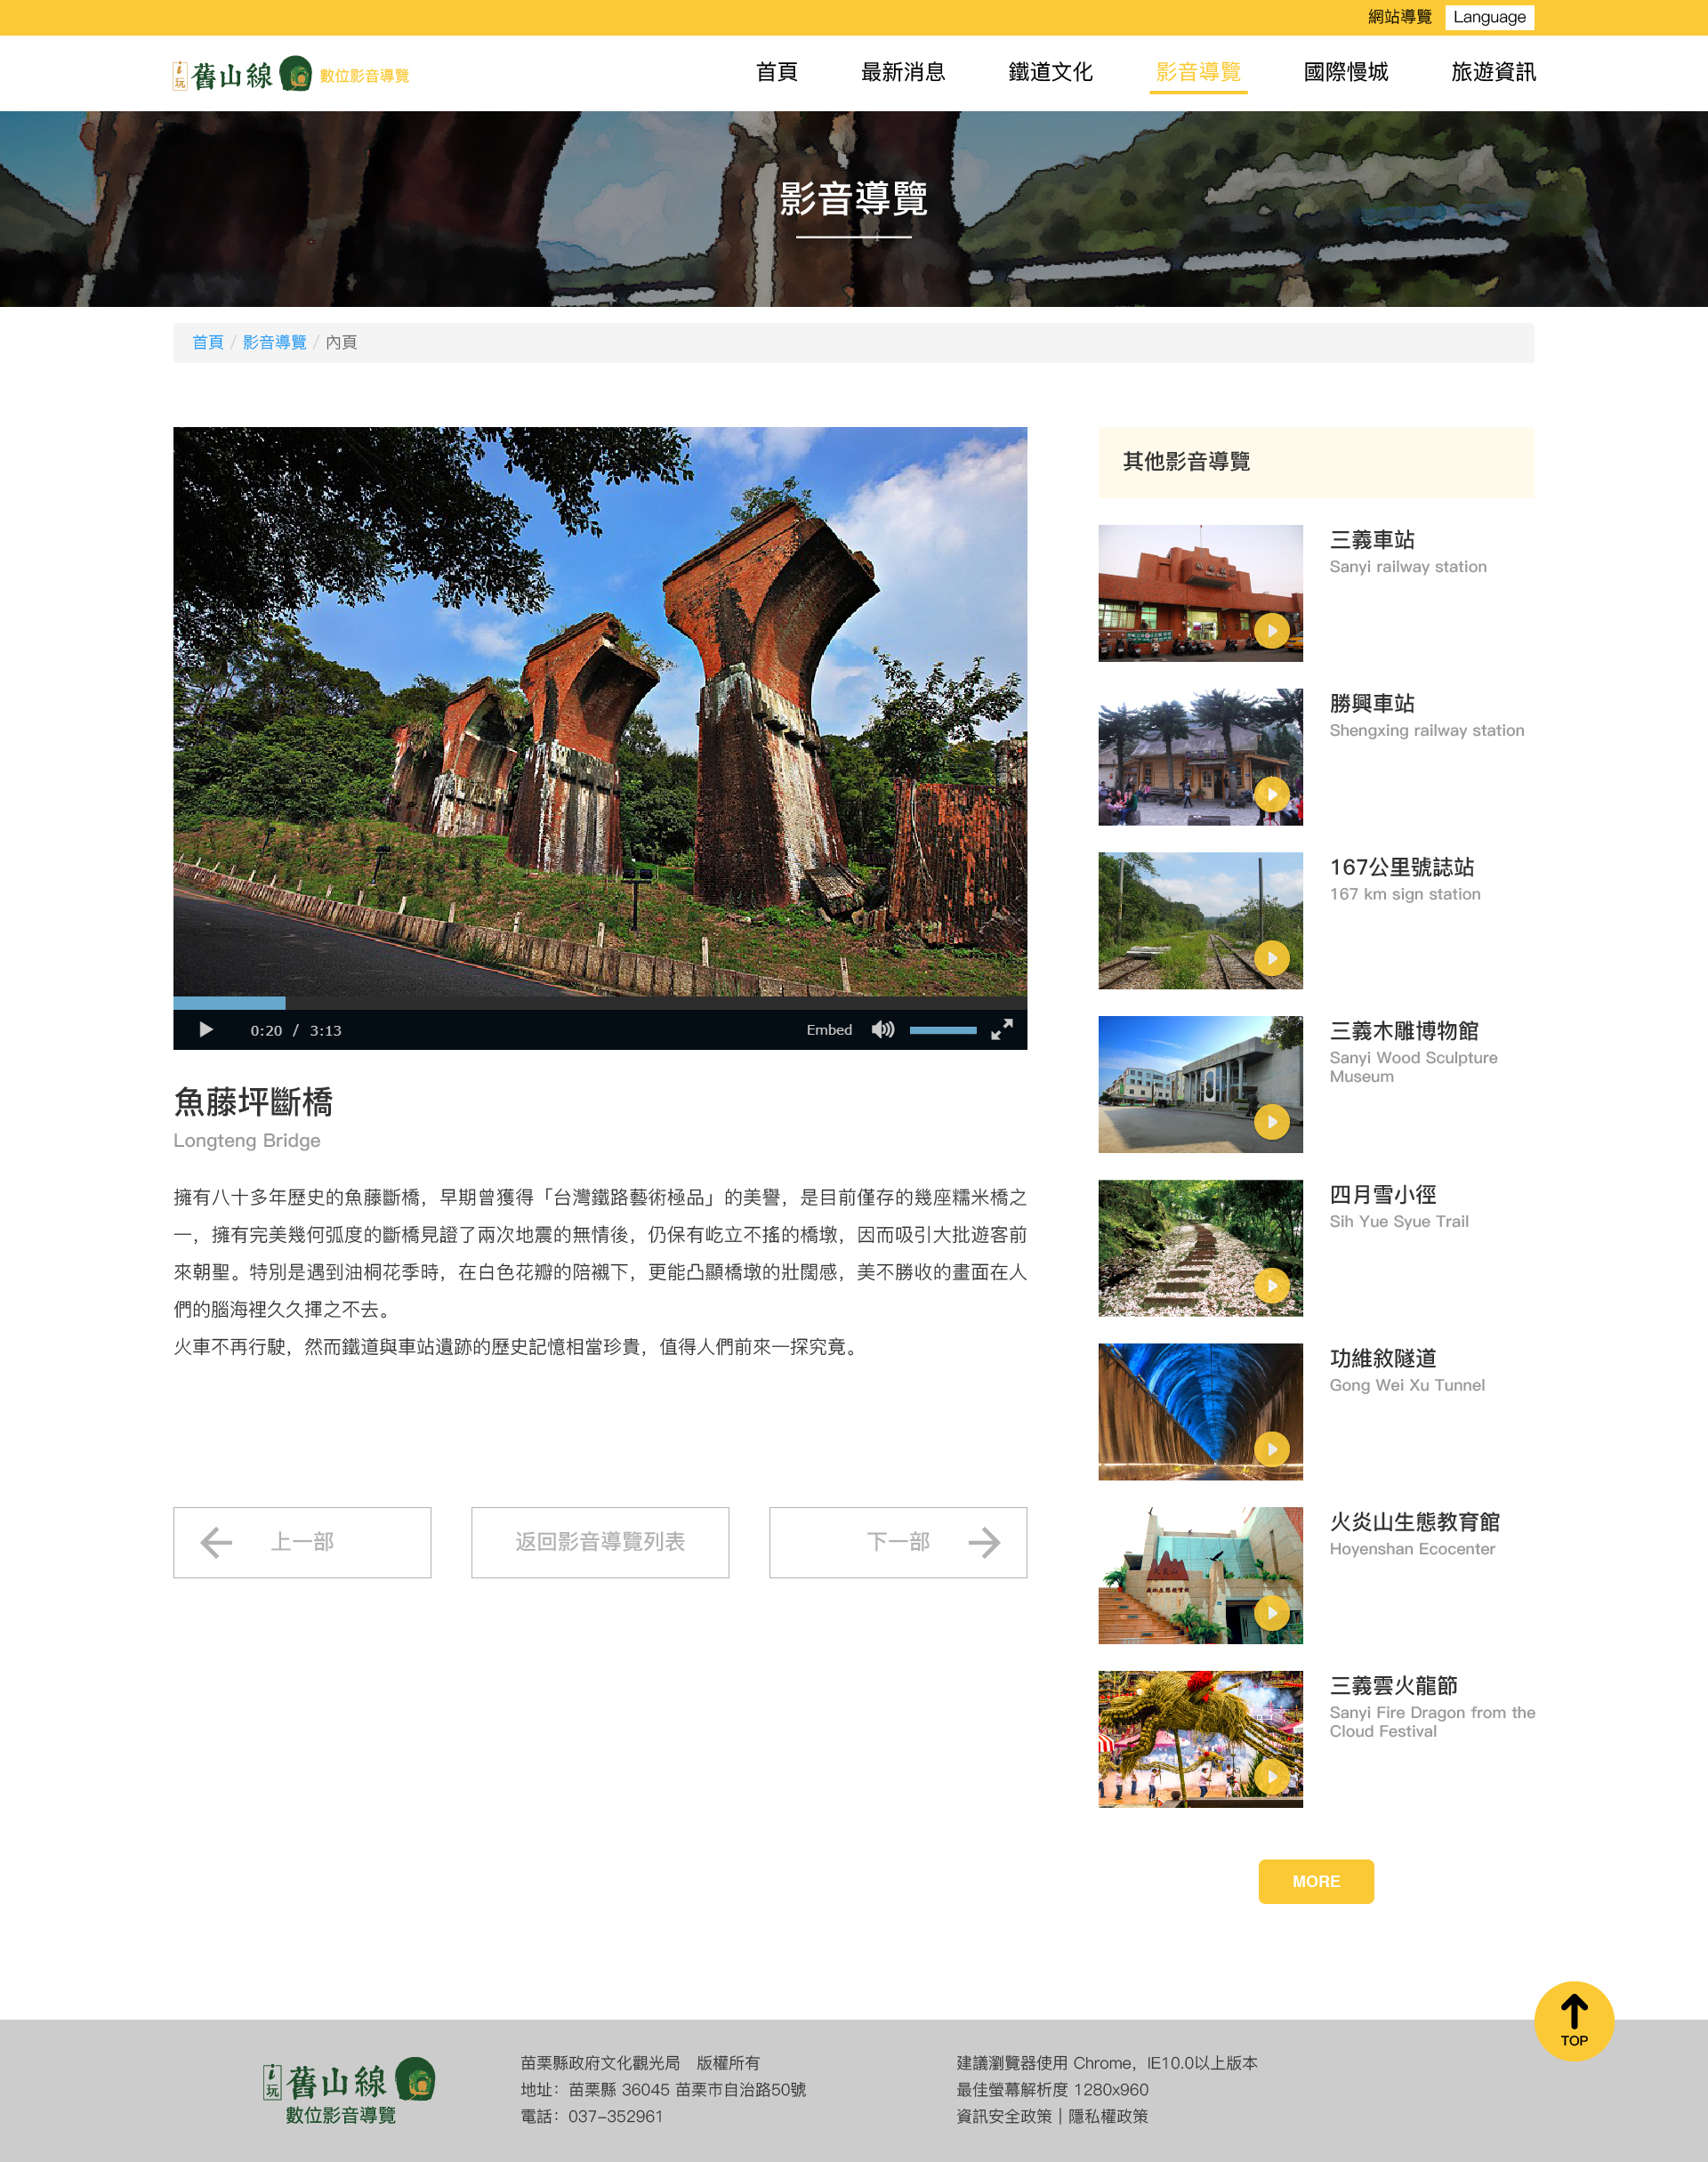 網站導覽 Language
i玩 舊山線 數位影音導覽
首頁 最新消息 鐵道文化 影音導覽 國際慢城 旅遊資訊
影音導覽
首頁 / 影音導覽 / 內頁
0:20 / 3:13 Embed
魚藤坪斷橋
Longteng Bridge
擁有八十多年歷史的魚藤斷橋，早期曾獲得「台灣鐵路藝術極品」的美譽，是目前僅存的幾座糯米橋之
一，擁有完美幾何弧度的斷橋見證了兩次地震的無情後，仍保有屹立不搖的橋墩，因而吸引大批遊客前
來朝聖。特別是遇到油桐花季時，在白色花瓣的陪襯下，更能凸顯橋墩的壯闊感，美不勝收的畫面在人
們的腦海裡久久揮之不去。
火車不再行駛，然而鐵道與車站遺跡的歷史記憶相當珍貴，值得人們前來一探究竟。
上一部
返回影音導覽列表
下一部
其他影音導覽
三義車站
Sanyi railway station
勝興車站
Shengxing railway station
167公里號誌站
167 km sign station
三義木雕博物館
Sanyi Wood Sculpture
Museum
四月雪小徑
Sih Yue Syue Trail
功維敘隧道
Gong Wei Xu Tunnel
火炎山生態教育館
Hoyenshan Ecocenter
三義雲火龍節
Sanyi Fire Dragon from the
Cloud Festival
MORE
TOP
i玩 舊山線
數位影音導覽
苗栗縣政府文化觀光局 版權所有
地址：苗栗縣 36045 苗栗市自治路50號
電話：037-352961
建議瀏覽器使用 Chrome，IE10.0以上版本
最佳螢幕解析度 1280x960
資訊安全政策 | 隱私權政策